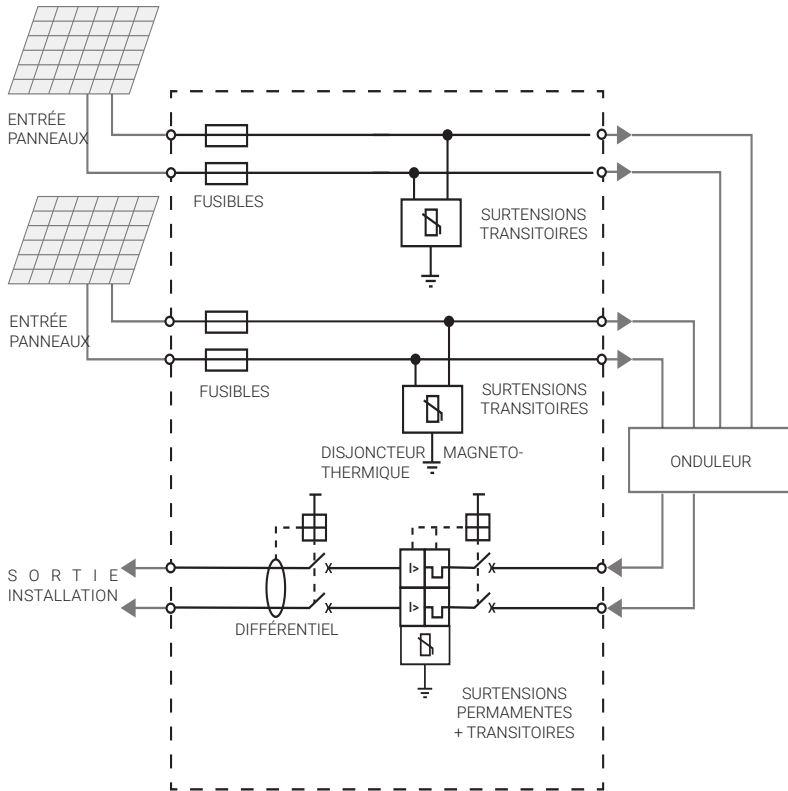 ENTRÉE
PANNEAUX
FUSIBLES
SURTENSIONS
TRANSITOIRES
ENTRÉE
PANNEAUX
FUSIBLES
SURTENSIONS
TRANSITOIRES
DISJONCTEUR MAGNETO-
THERMIQUE
ONDULEUR
I>
SORTIE
INSTALLATION
I>
DIFFÉRENTIEL
SURTENSIONS
PERMAMENTES
+ TRANSITOIRES